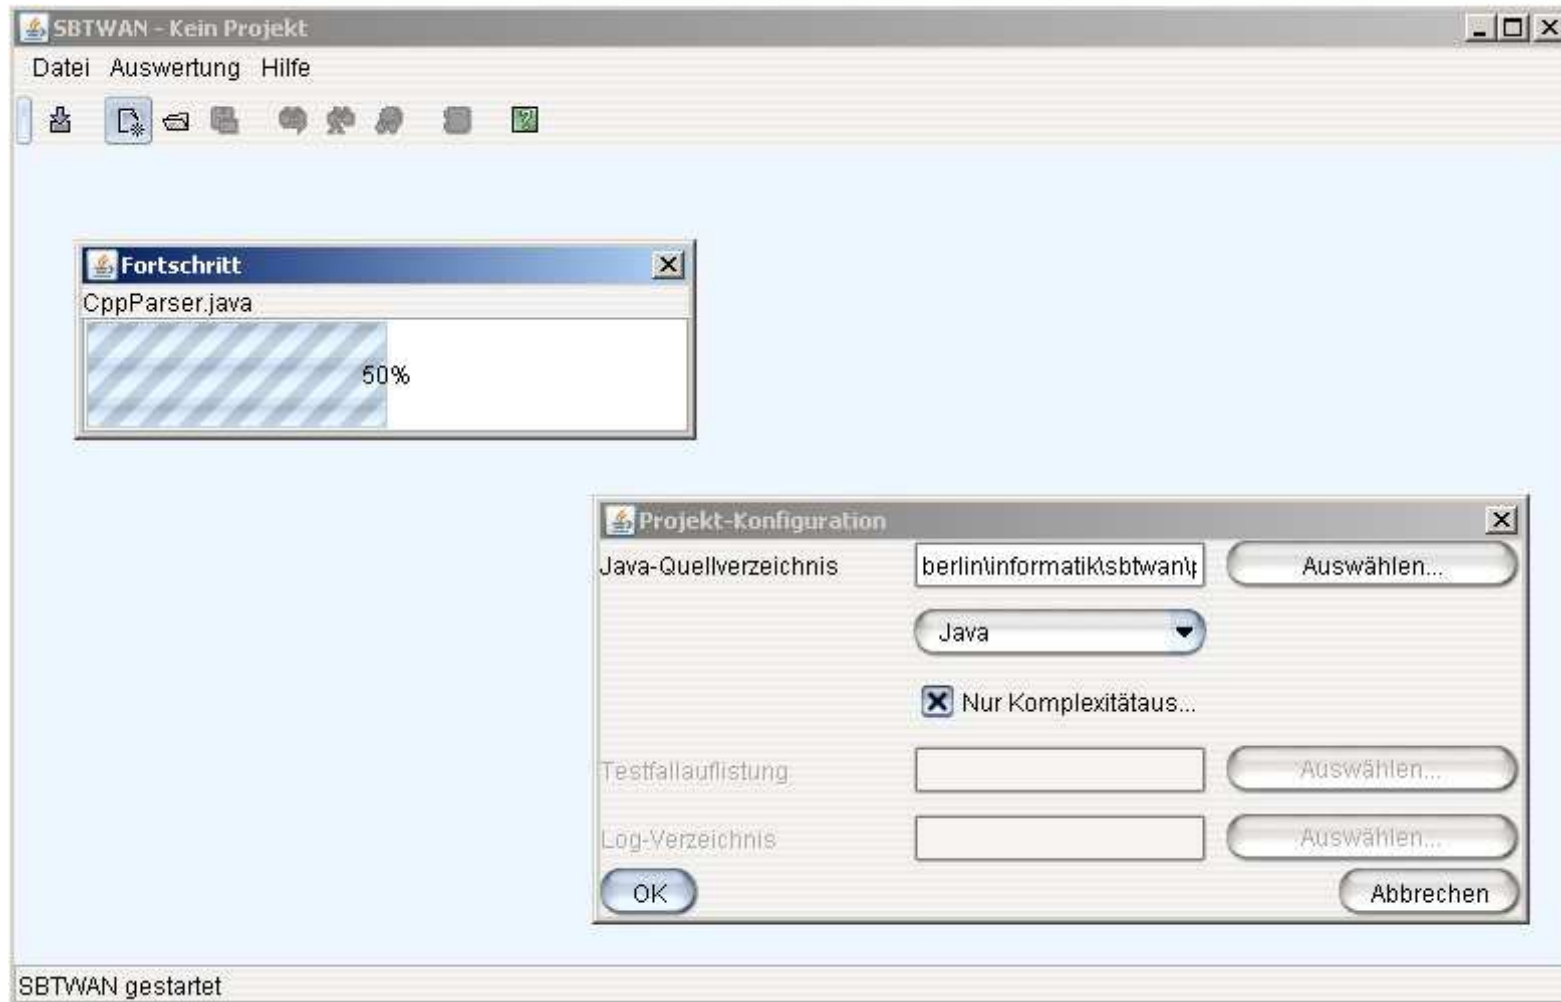 SBTWAN - Kein Projekt
Datei Auswertung Hilfe
Fortschritt
CppParser.java
50%
Projekt-Konfiguration
Java-Quellverzeichnis berlin\informatik\sbtwan\p Auswählen...
Java
Nur Komplexitätaus...
Testfallauflistung Auswählen...
Log-Verzeichnis Auswählen...
OK Abbrechen
SBTWAN gestartet